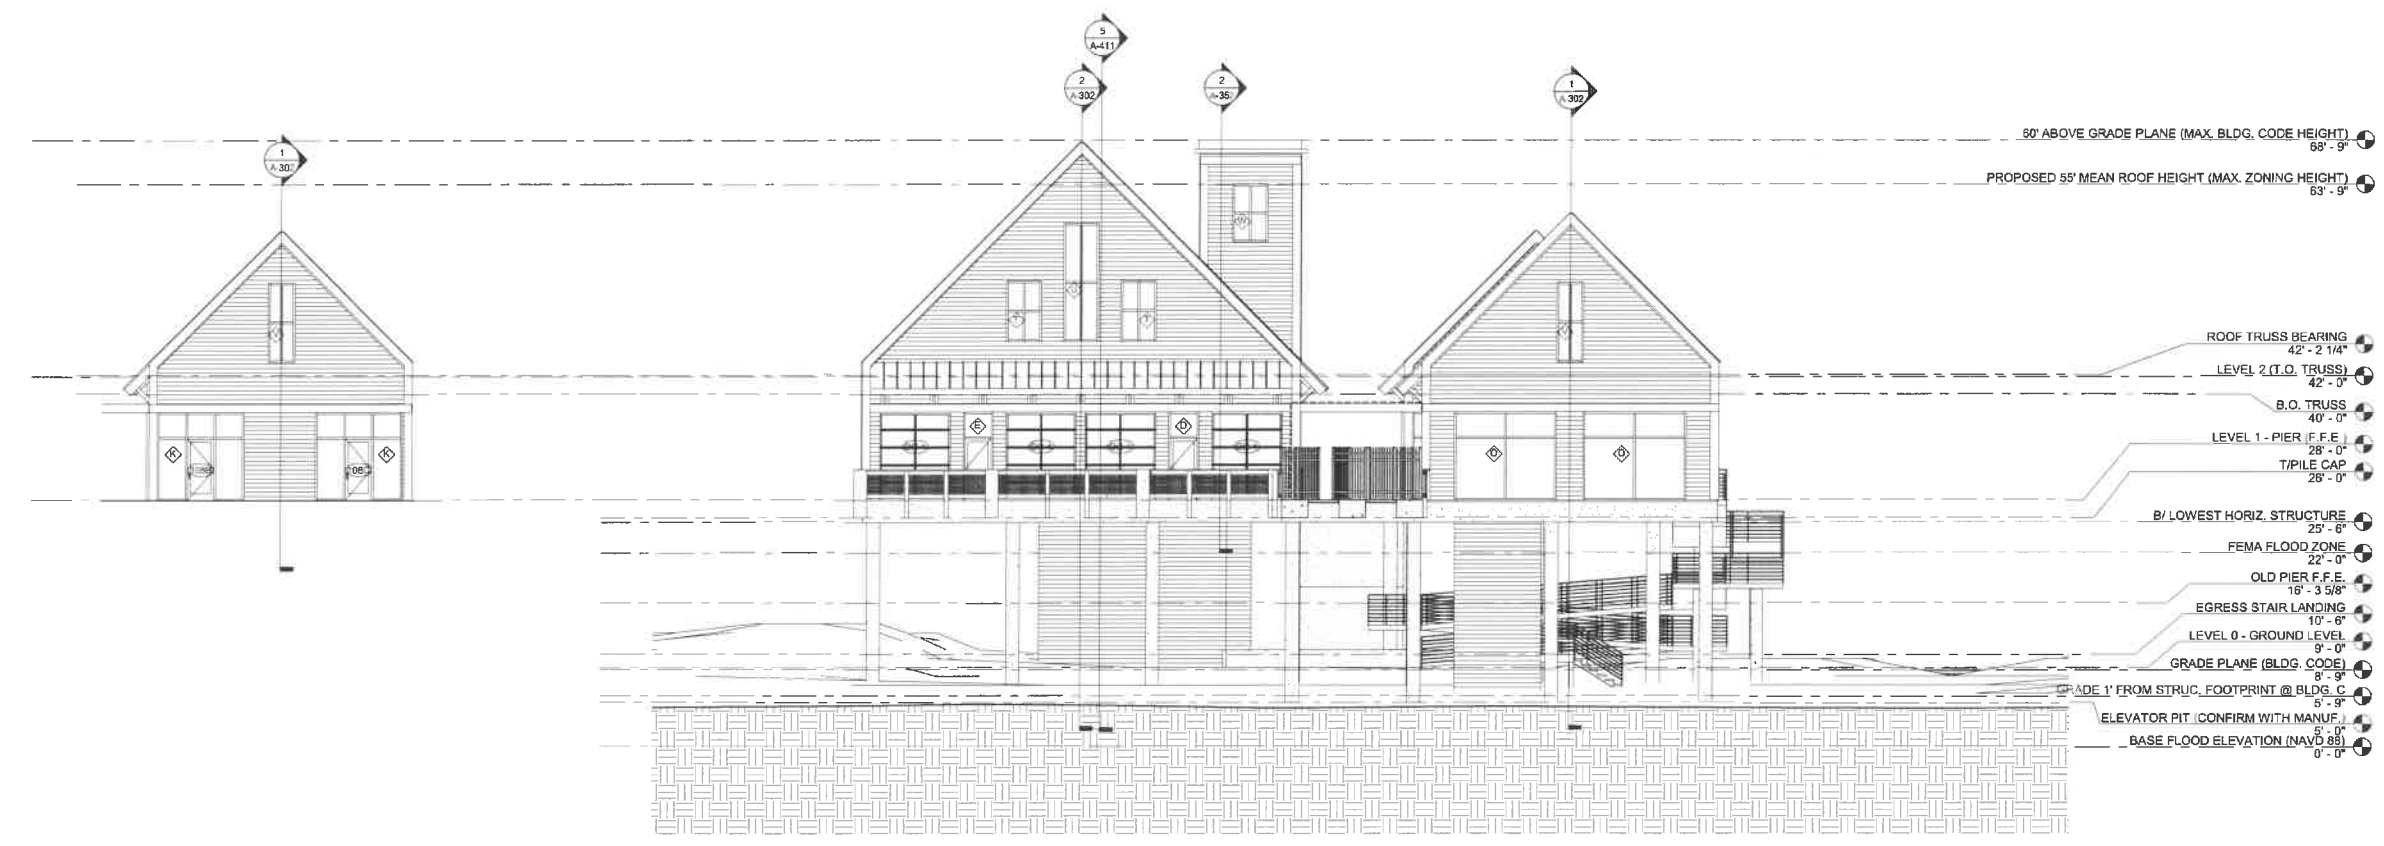 5
A-411
2
A-302
2
A-35
1
A-302
1
A-302
60' ABOVE GRADE PLANE (MAX. BLDG. CODE HEIGHT)
68' - 9"
PROPOSED 55' MEAN ROOF HEIGHT (MAX. ZONING HEIGHT)
63' - 9"
ROOF TRUSS BEARING
42' - 2 1/4"
LEVEL 2 (T.O. TRUSS)
42' - 0"
B.O. TRUSS
40' - 0"
LEVEL 1 - PIER (F.F.E.)
28' - 0"
T/PILE CAP
26' - 0"
B/ LOWEST HORIZ. STRUCTURE
25' - 6"
FEMA FLOOD ZONE
22' - 0"
OLD PIER F.F.E.
16' - 3 5/8"
EGRESS STAIR LANDING
10' - 6"
LEVEL 0 - GROUND LEVEL
9' - 0"
GRADE PLANE (BLDG. CODE)
8' - 9"
GRADE 1' FROM STRUC. FOOTPRINT @ BLDG. C
5' - 9"
ELEVATOR PIT (CONFIRM WITH MANUF.)
5' - 0"
BASE FLOOD ELEVATION (NAVD 88)
0' - 0"
W
U
T
T
V
V
E
D
K
K
O
O